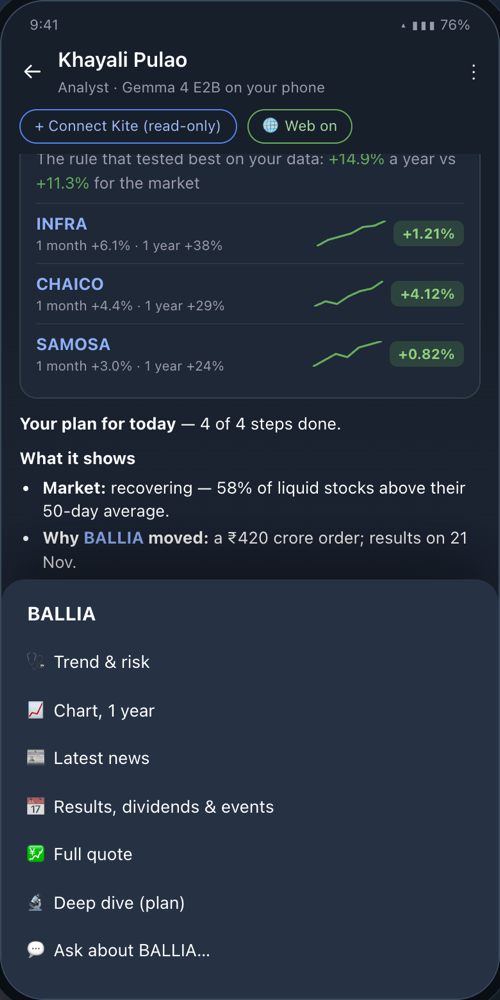 9:41
76%
Khayali Pulao
Analyst · Gemma 4 E2B on your phone
+ Connect Kite (read-only)
Web on
The rule that tested best on your data: +14.9% a year vs
+11.3% for the market
INFRA
1 month +6.1% · 1 year +38%
+1.21%
CHAICO
1 month +4.4% · 1 year +29%
+4.12%
SAMOSA
1 month +3.0% · 1 year +24%
+0.82%
Your plan for today — 4 of 4 steps done.
What it shows
• Market: recovering — 58% of liquid stocks above their
50-day average.
• Why BALLIA moved: a ₹420 crore order; results on 21
Nov.
BALLIA
Trend & risk
Chart, 1 year
Latest news
Results, dividends & events
Full quote
Deep dive (plan)
Ask about BALLIA…